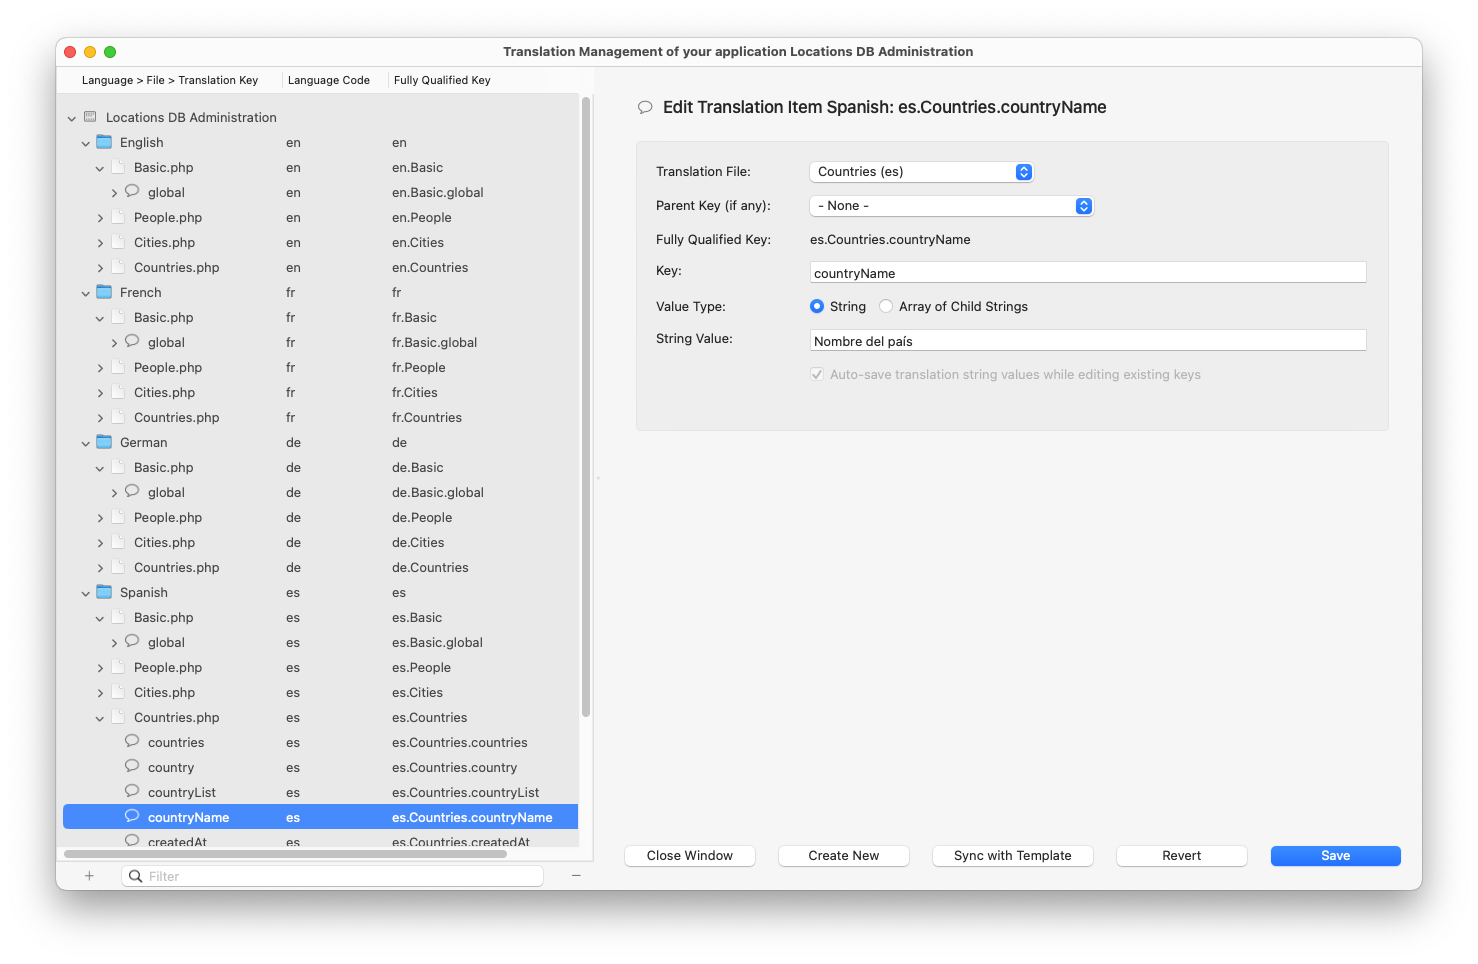 Translation Management of your application Locations DB Administration
Language > File > Translation Key Language Code Fully Qualified Key
Locations DB Administration
English en en
Basic.php en en.Basic
global en en.Basic.global
People.php en en.People
Cities.php en en.Cities
Countries.php en en.Countries
French fr fr
Basic.php fr fr.Basic
global fr fr.Basic.global
People.php fr fr.People
Cities.php fr fr.Cities
Countries.php fr fr.Countries
German de de
Basic.php de de.Basic
global de de.Basic.global
People.php de de.People
Cities.php de de.Cities
Countries.php de de.Countries
Spanish es es
Basic.php es es.Basic
global es es.Basic.global
People.php es es.People
Cities.php es es.Cities
Countries.php es es.Countries
countries es es.Countries.countries
country es es.Countries.country
countryList es es.Countries.countryList
countryName es es.Countries.countryName
createdAt es es.Countries.createdAt
Filter
Edit Translation Item Spanish: es.Countries.countryName
Translation File: Countries (es)
Parent Key (if any): - None -
Fully Qualified Key: es.Countries.countryName
Key: countryName
Value Type: String Array of Child Strings
String Value: Nombre del país
Auto-save translation string values while editing existing keys
Close Window Create New Sync with Template Revert Save